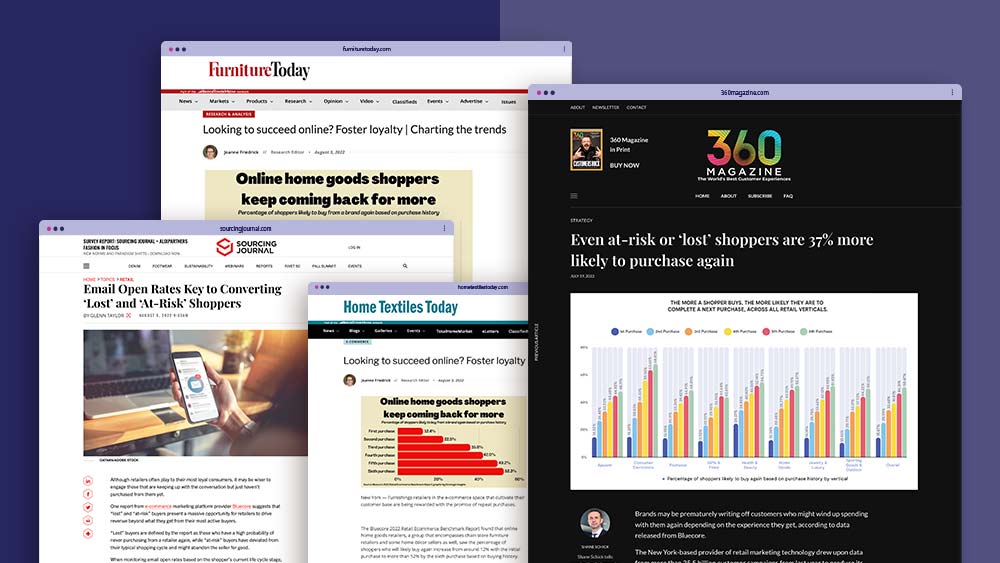 furnituretoday.com
FurnitureToday
News Markets Products Research Opinion Video Classifieds Events Advertise Issues
RESEARCH & ANALYSIS
Looking to succeed online? Foster loyalty | Charting the trends
Joanne Friedrick // Research Editor • August 3, 2022
Online home goods shoppers
keep coming back for more
Percentage of shoppers likely to buy from a brand again based on purchase history
sourcingjournal.com
SURVEY REPORT: SOURCING JOURNAL + ALIXPARTNERS
FASHION IN FOCUS
SOURCING
JOURNAL
LOG IN
DENIM FOOTWEAR SUSTAINABILITY WEBINARS REPORTS RIVET 50 FALL SUMMIT EVENTS
HOME > TOPICS > RETAIL
Email Open Rates Key to Converting
‘Lost’ and ‘At-Risk’ Shoppers
BY GLENN TAYLOR
AUGUST 5, 2022
Although retailers often play to their most loyal consumers, it may be wiser to
engage those that are keeping up with the conversation but just haven't
purchased from them yet.
One report from e-commerce marketing platform provider Bluecore suggests that
"lost" and "at-risk" buyers present a massive opportunity for retailers to drive
revenue beyond what they get from their most active buyers.
"Lost" buyers are defined by the report as those who have a high probability of
never purchasing from a retailer again, while "at-risk" buyers have deviated from
their typical shopping cycle and might abandon the seller for good.
When monitoring email open rates based on the shopper's current life cycle stage,
hometextilestoday.com
Home Textiles Today
News Blogs Galleries Events TotalHomeMarket eLetters Classified
E-COMMERCE
Looking to succeed online? Foster loyalty
Joanne Friedrick // Research Editor • August 3, 2022
Online home goods shoppers
keep coming back for more
Percentage of shoppers likely to buy from a brand again based on purchase history
First purchase
Second purchase
Third purchase
Fourth purchase
Fifth purchase
Sixth purchase
0% 20% 40% 60%
New York — Furnishings retailers in the e-commerce space that cultivate their
customer base are being rewarded with the promise of repeat purchases.
The Bluecore 2022 Retail Ecommerce Benchmark Report found that online
home goods retailers, a group that encompasses chain store furniture
retailers and some home décor sellers as well, saw the percentage of
shoppers who will likely buy again increase from around 12% with the initial
purchase to more than 52% by the sixth purchase based on buying history.
360magazine.com
ABOUT NEWSLETTER CONTACT
360 Magazine
in Print
BUY NOW
360
MAGAZINE
The World's Best Customer Experiences
HOME ABOUT SUBSCRIBE FAQ
STRATEGY
Even at-risk or ‘lost’ shoppers are 37% more
likely to purchase again
JULY 29, 2022
PREVIOUS ARTICLE
THE MORE A SHOPPER BUYS, THE MORE LIKELY THEY ARE TO
COMPLETE A NEXT PURCHASE, ACROSS ALL RETAIL VERTICALS.
1st Purchase 2nd Purchase 3rd Purchase 4th Purchase 5th Purchase 6th Purchase
Apparel Consumer Electronics Footwear Health & Beauty Home Goods Jewelry & Luxury Sporting Goods & Outdoor Overall
Percentage of shoppers likely to buy again based on purchase history by vertical
SHANE SCHICK
Brands may be prematurely writing off customers who might wind up spending
with them again depending on the experience they get, according to data
released from Bluecore.
The New York-based provider of retail marketing technology drew upon data